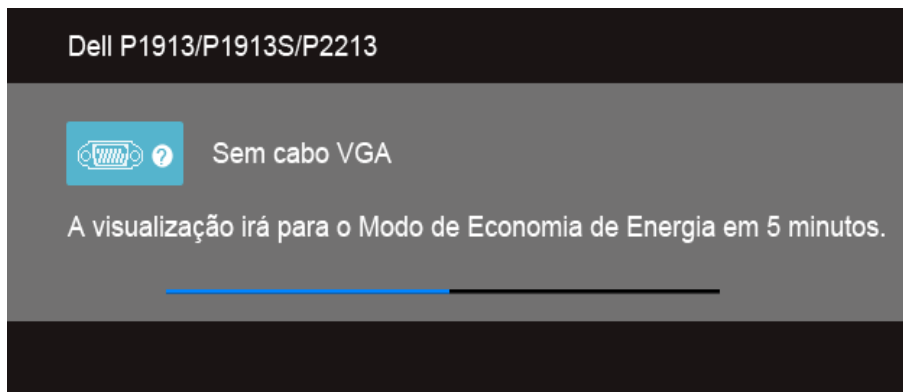 Dell P1913/P1913S/P2213
Sem cabo VGA
A visualização irá para o Modo de Economia de Energia em 5 minutos.